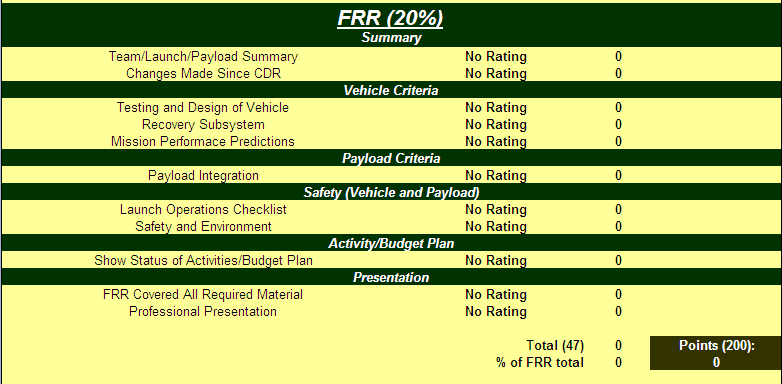 FRR (20%)
Summary
Team/Launch/Payload Summary No Rating 0
Changes Made Since CDR No Rating 0
Vehicle Criteria
Testing and Design of Vehicle No Rating 0
Recovery Subsystem No Rating 0
Mission Performace Predictions No Rating 0
Payload Criteria
Payload Integration No Rating 0
Safety (Vehicle and Payload)
Launch Operations Checklist No Rating 0
Safety and Environment No Rating 0
Activity/Budget Plan
Show Status of Activities/Budget Plan No Rating 0
Presentation
FRR Covered All Required Material No Rating 0
Professional Presentation No Rating 0
Total (47) 0 Points (200):
% of FRR total 0 0